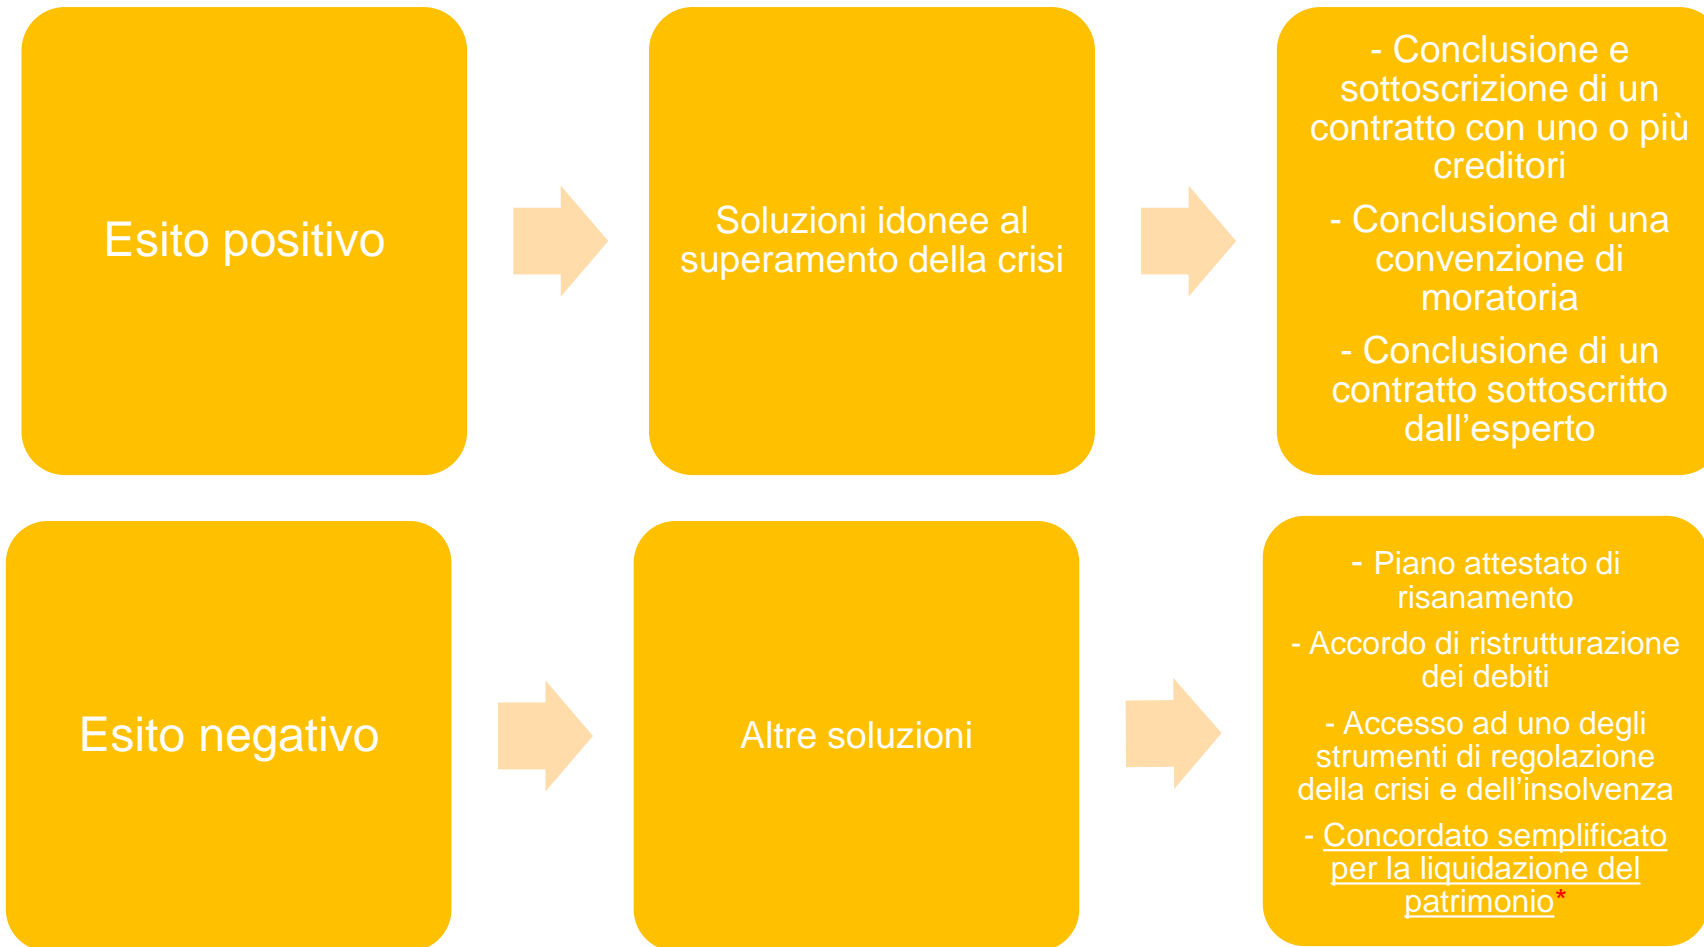 Esito positivo
Soluzioni idonee al
superamento della crisi
- Conclusione e
sottoscrizione di un
contratto con uno o più
creditori
- Conclusione di una
convenzione di
moratoria
- Conclusione di un
contratto sottoscritto
dall’esperto
Esito negativo
Altre soluzioni
- Piano attestato di
risanamento
- Accordo di ristrutturazione
dei debiti
- Accesso ad uno degli
strumenti di regolazione
della crisi e dell’insolvenza
- Concordato semplificato
per la liquidazione del
patrimonio*